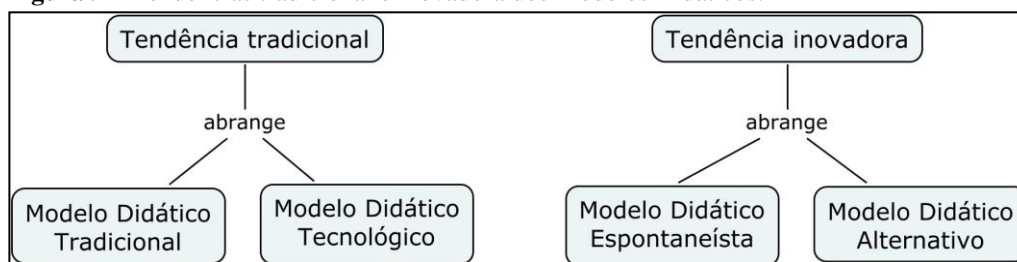 Tendência tradicional
Tendência inovadora
abrange
abrange
Modelo Didático
Tradicional
Modelo Didático
Tecnológico
Modelo Didático
Espontaneísta
Modelo Didático
Alternativo